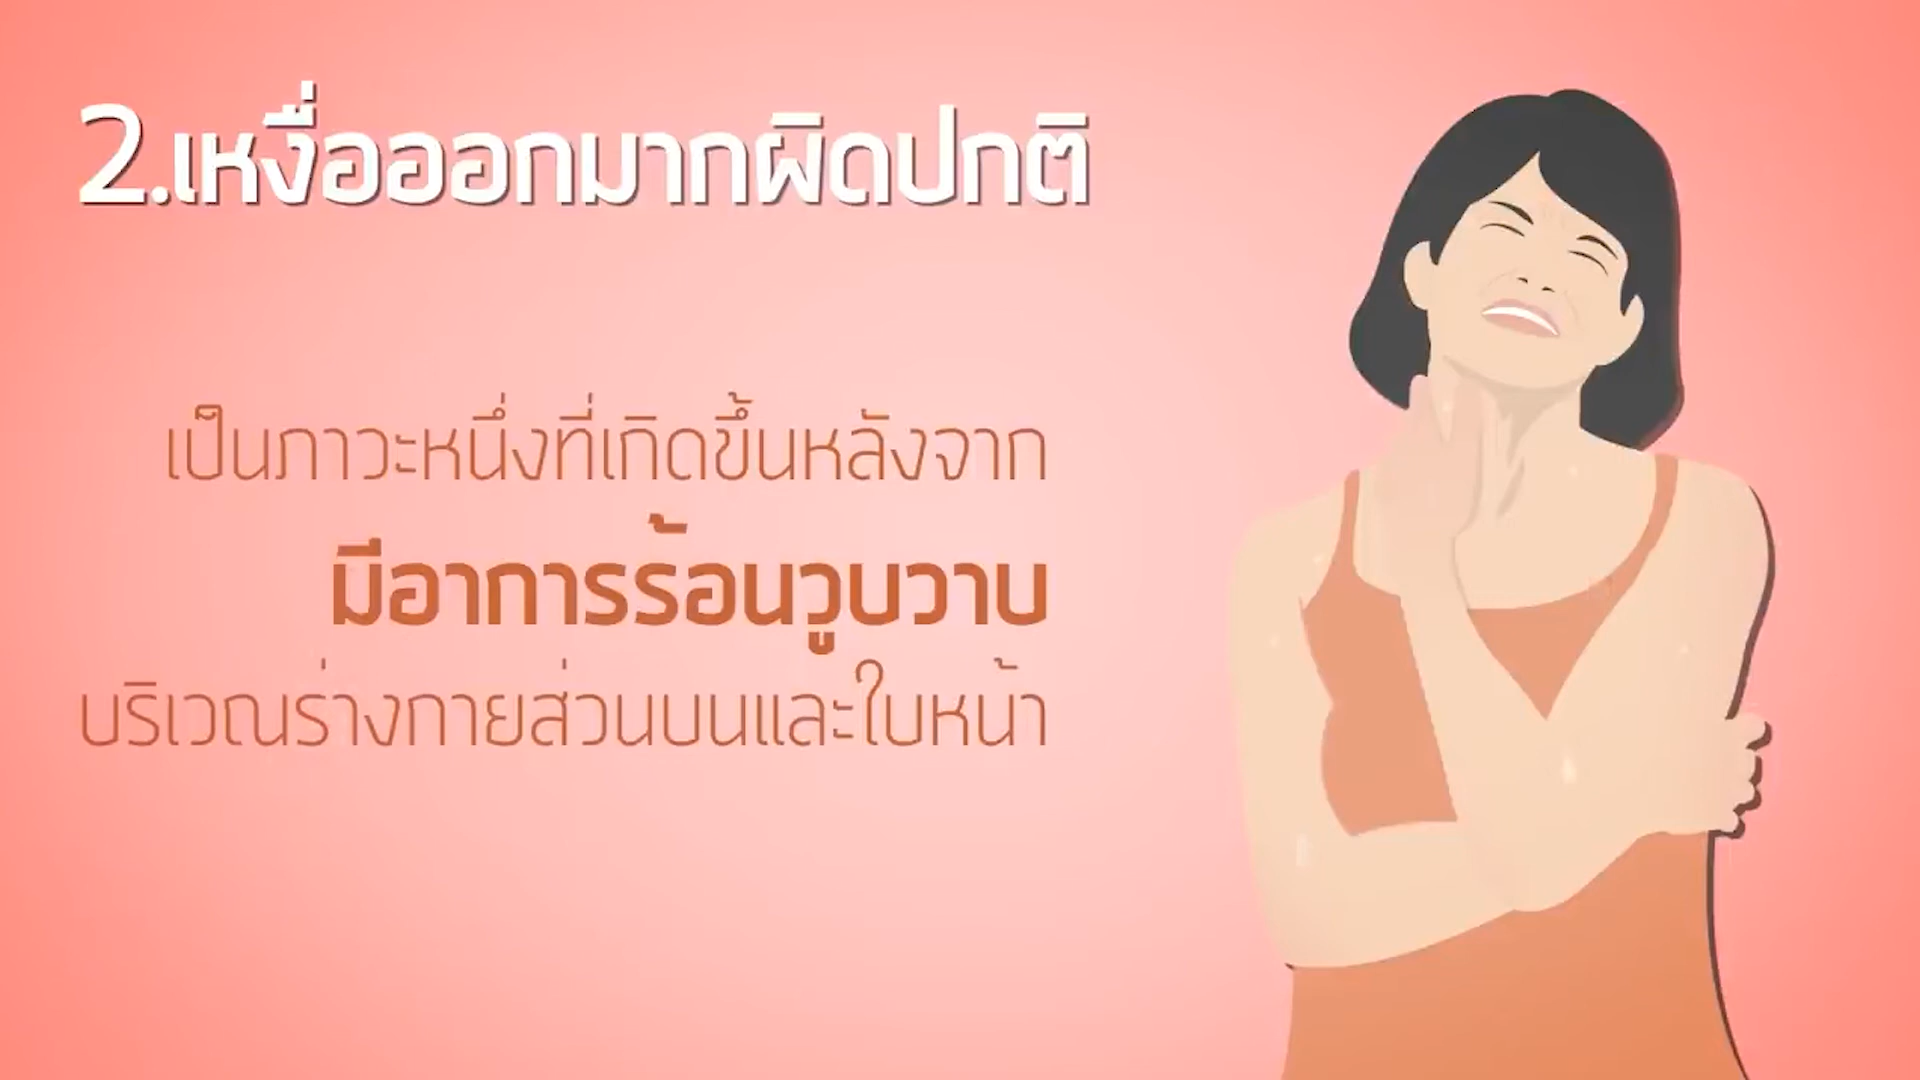 2.เหงื่อออกมากผิดปกติ
เป็นภาวะหนึ่งที่เกิดขึ้นหลังจาก
มีอาการร้อนวูบวาบ
บริเวณร่างกายส่วนบนและใบหน้า